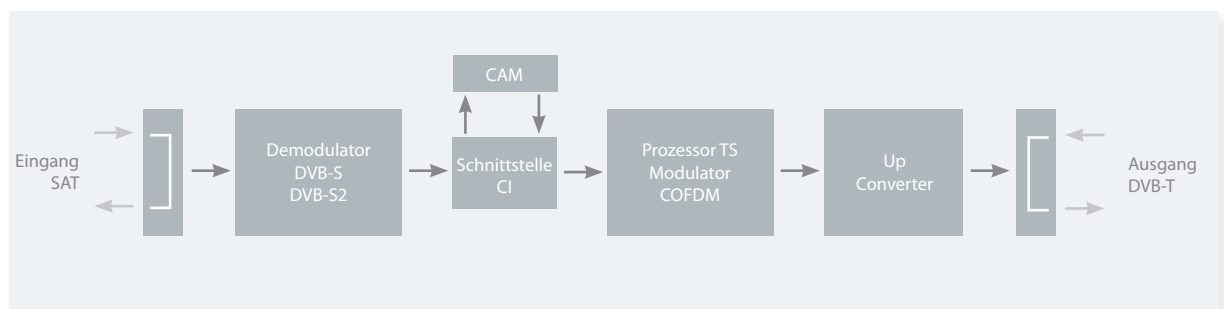 Eingang
SAT
Demodulator
DVB-S
DVB-S2
CAM
Schnittstelle
CI
Prozessor TS
Modulator
COFDM
Up
Converter
Ausgang
DVB-T